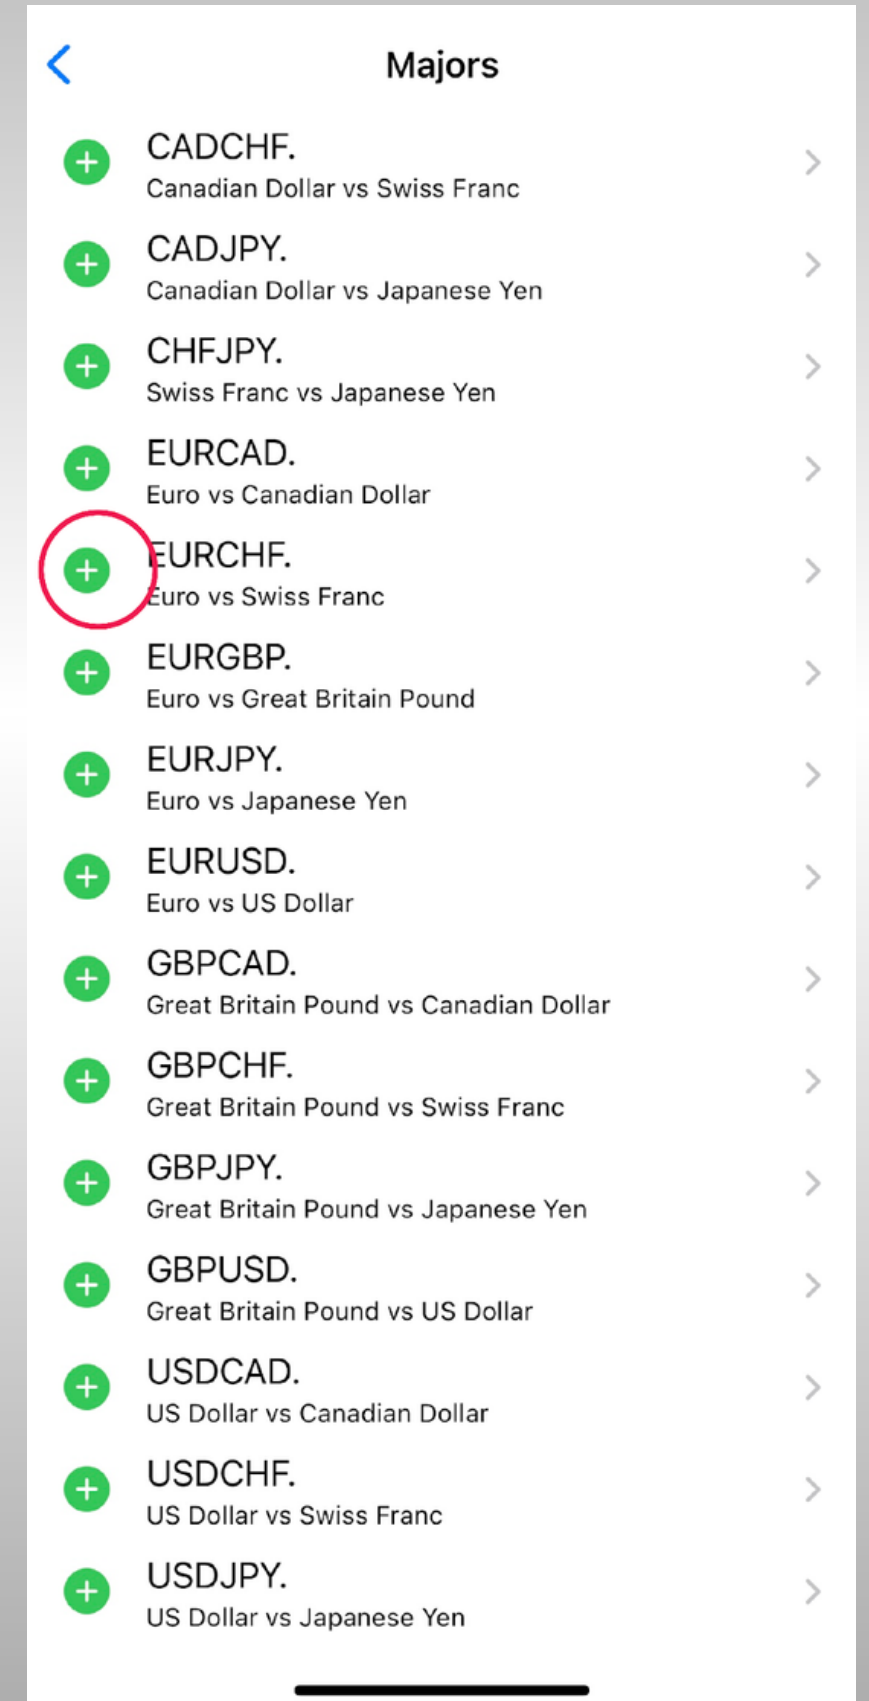 Majors
CADCHF.
Canadian Dollar vs Swiss Franc
CADJPY.
Canadian Dollar vs Japanese Yen
CHFJPY.
Swiss Franc vs Japanese Yen
EURCAD.
Euro vs Canadian Dollar
EURCHF.
Euro vs Swiss Franc
EURGBP.
Euro vs Great Britain Pound
EURJPY.
Euro vs Japanese Yen
EURUSD.
Euro vs US Dollar
GBPCAD.
Great Britain Pound vs Canadian Dollar
GBPCHF.
Great Britain Pound vs Swiss Franc
GBPJPY.
Great Britain Pound vs Japanese Yen
GBPUSD.
Great Britain Pound vs US Dollar
USDCAD.
US Dollar vs Canadian Dollar
USDCHF.
US Dollar vs Swiss Franc
USDJPY.
US Dollar vs Japanese Yen